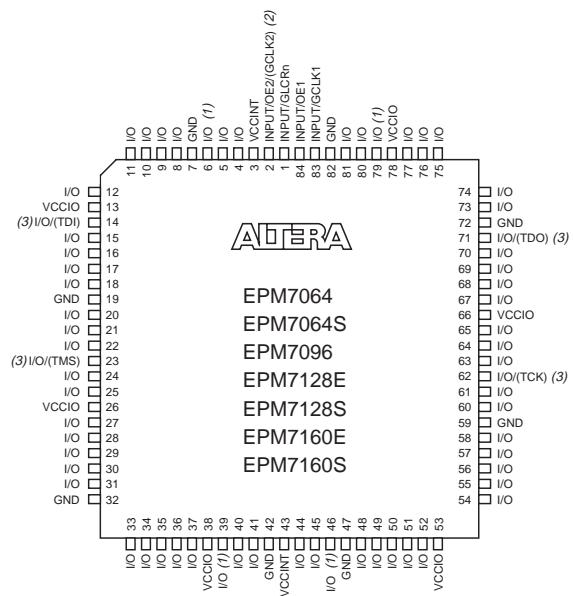 I/O
I/O
I/O
I/O
GND
I/O (1)
I/O
I/O
VCCINT
INPUT/OE2/(GCLK2) (2)
INPUT/GLCRn
INPUT/OE1
INPUT/GCLK1
GND
I/O
I/O
I/O (1)
VCCIO
I/O
I/O
I/O
11
10
9
8
7
6
5
4
3
2
1
84
83
82
81
80
79
78
77
76
75
I/O 12
VCCIO 13
(3) I/O/(TDI) 14
I/O 15
I/O 16
I/O 17
I/O 18
GND 19
I/O 20
I/O 21
I/O 22
(3) I/O/(TMS) 23
I/O 24
I/O 25
VCCIO 26
I/O 27
I/O 28
I/O 29
I/O 30
I/O 31
GND 32
ALTERA
EPM7064
EPM7064S
EPM7096
EPM7128E
EPM7128S
EPM7160E
EPM7160S
74 I/O
73 I/O
72 GND
71 I/O/(TDO) (3)
70 I/O
69 I/O
68 I/O
67 I/O
66 VCCIO
65 I/O
64 I/O
63 I/O
62 I/O/(TCK) (3)
61 I/O
60 I/O
59 GND
58 I/O
57 I/O
56 I/O
55 I/O
54 I/O
33
34
35
36
37
38
39
40
41
42
43
44
45
46
47
48
49
50
51
52
53
I/O
I/O
I/O
I/O
I/O
VCCIO
I/O (1)
I/O
I/O
GND
VCCINT
I/O
I/O
I/O (1)
GND
I/O
I/O
I/O
I/O
I/O
VCCIO